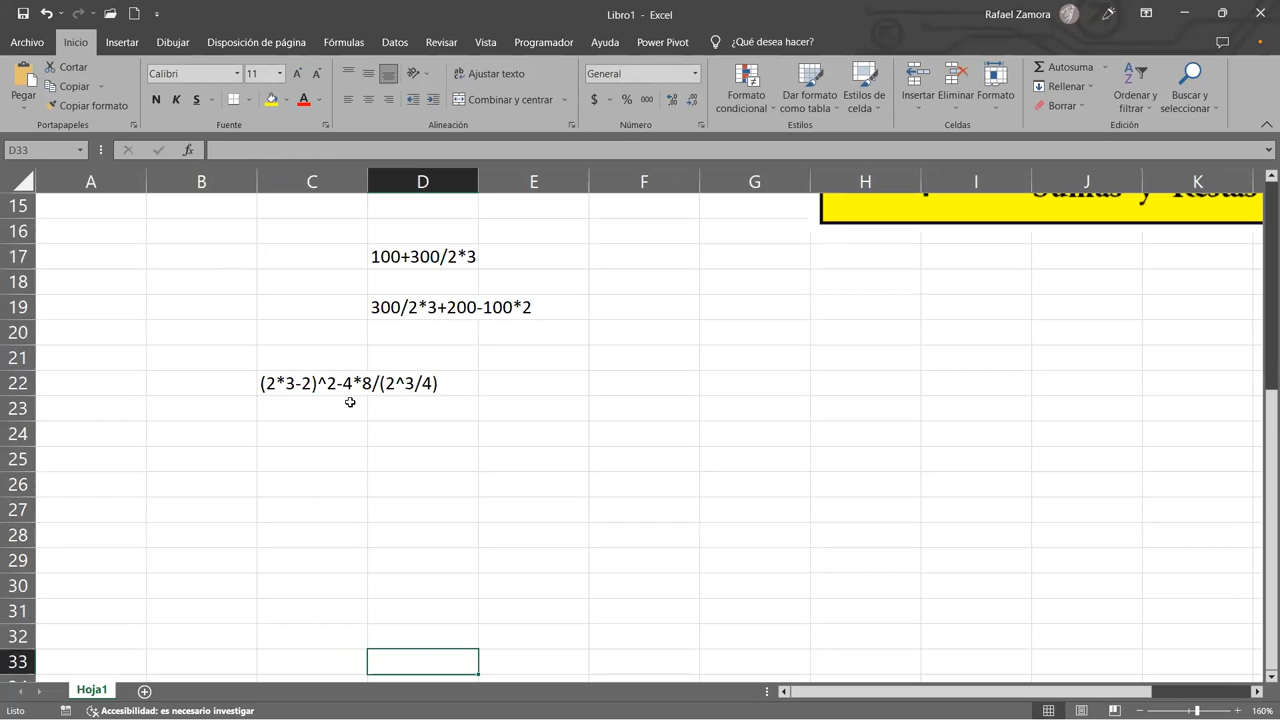 Libro1 - Excel
Rafael Zamora
Archivo Inicio Insertar Dibujar Disposición de página Fórmulas Datos Revisar Vista Programador Ayuda Power Pivot ¿Qué desea hacer?
Pegar
Cortar
Copiar
Copiar formato
Portapapeles
Calibri 11
N K S
Fuente
Ajustar texto
Combinar y centrar
Alineación
General
$ % 000
Número
Formato condicional
Dar formato como tabla
Estilos de celda
Estilos
Insertar Eliminar Formato
Celdas
Autosuma
Rellenar
Borrar
Ordenar y filtrar
Buscar y seleccionar
Edición
D33 fx
A B C D E F G H I J K
15 Sumas y Restas
16
17 100+300/2*3
18
19 300/2*3+200-100*2
20
21
22 (2*3-2)^2-4*8/(2^3/4)
23
24
25
26
27
28
29
30
31
32
33
Hoja1
Listo Accesibilidad: es necesario investigar 160%